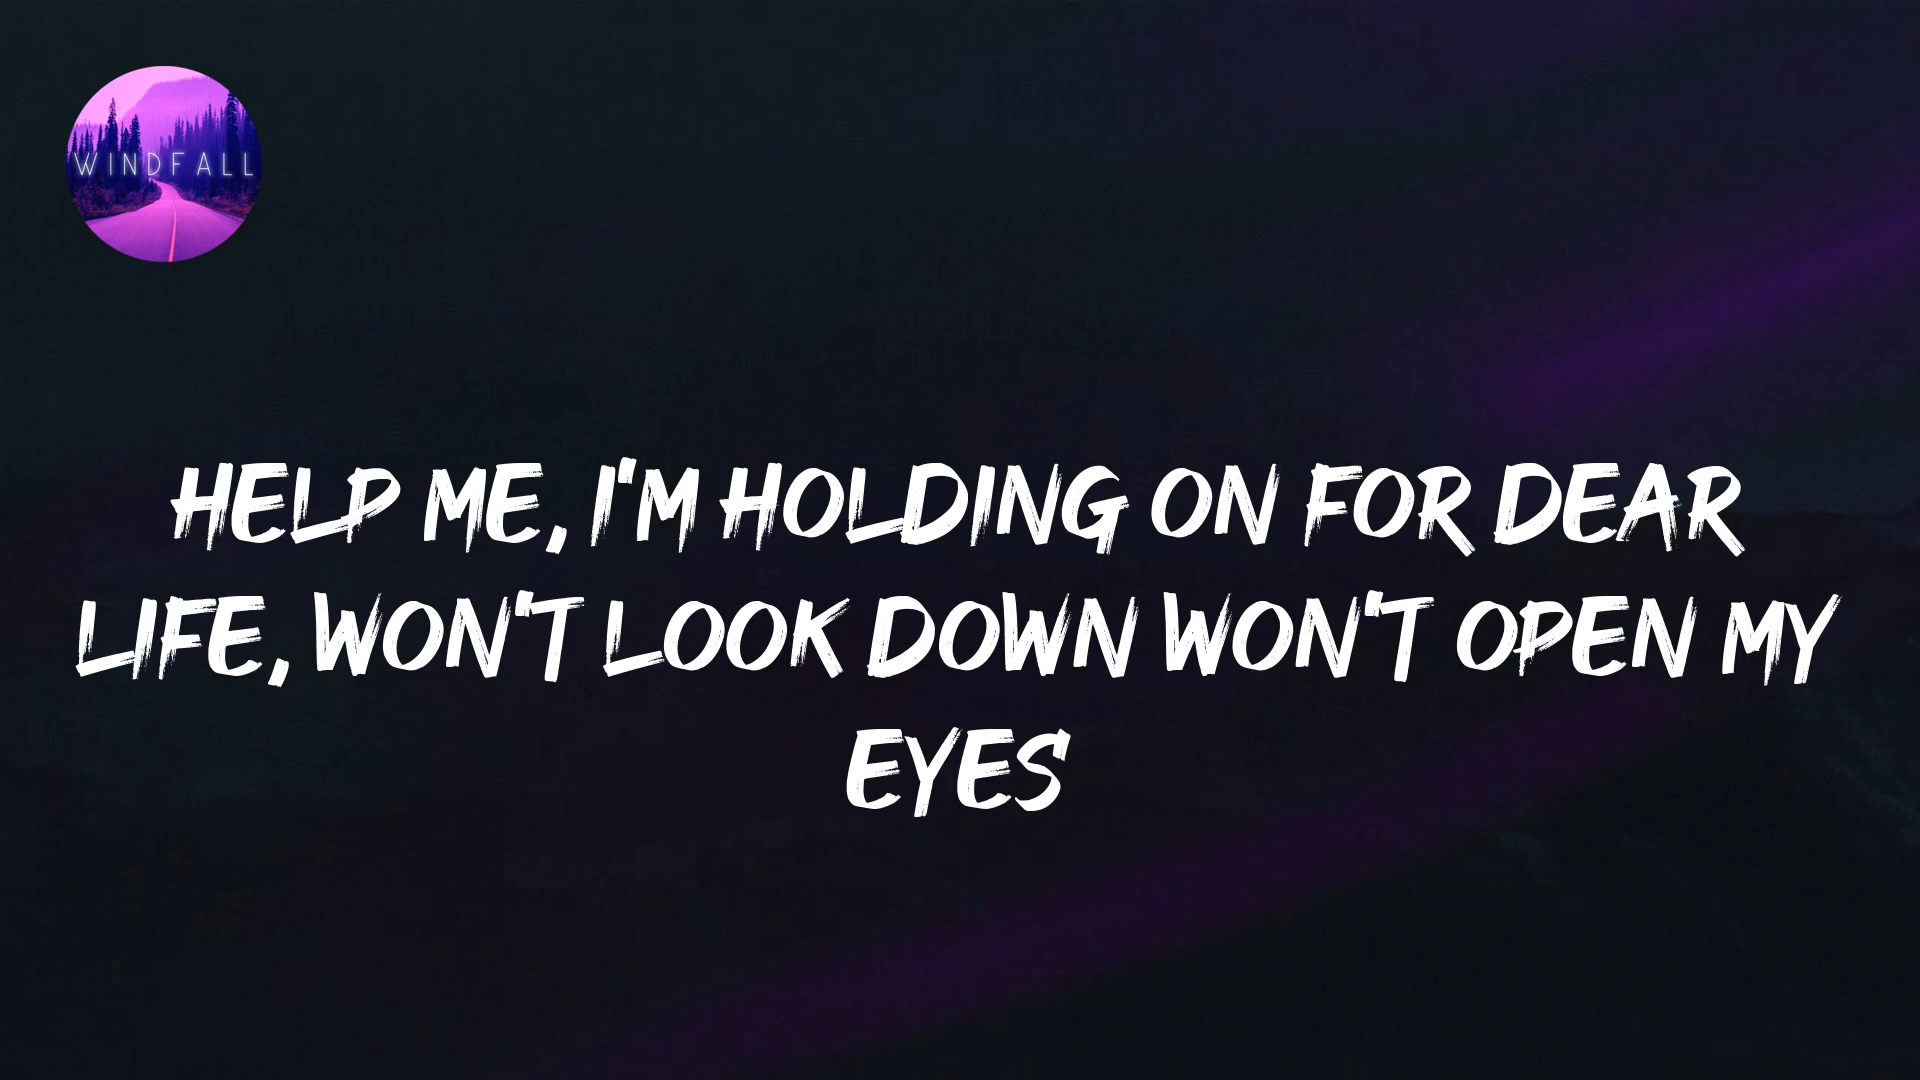 WINDFALL
HELP ME, I'M HOLDING ON FOR DEAR
LIFE, WON'T LOOK DOWN WON'T OPEN MY
EYES